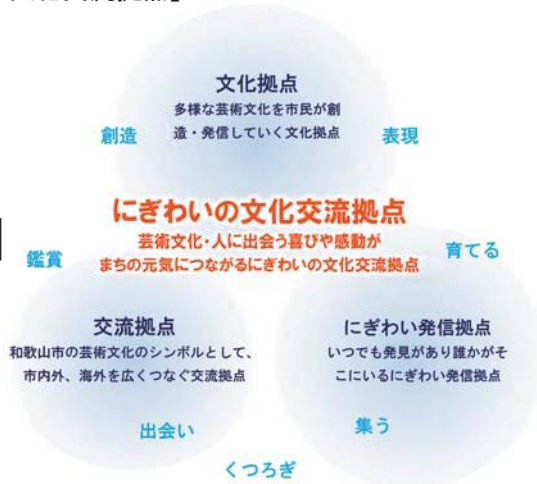 文化拠点
多様な芸術文化を市民が創
造・発信していく文化拠点
創造
表現
にぎわいの文化交流拠点
芸術文化・人に出会う喜びや感動が
まちの元気につながるにぎわいの文化交流拠点
鑑賞
育てる
交流拠点
和歌山市の芸術文化のシンボルとして、
市内外、海外を広くつなぐ交流拠点
にぎわい発信拠点
いつでも発見があり誰かがそ
こにいるにぎわい発信拠点
出会い
集う
くつろぎ